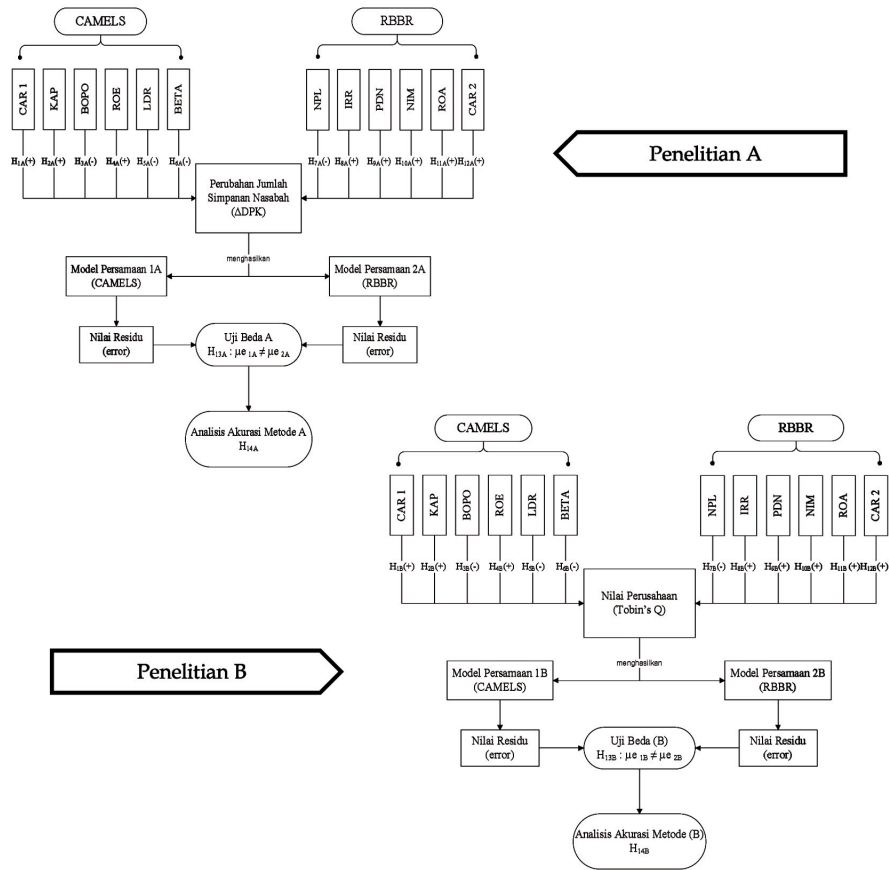 CAMELS
RBBR
CAR 1
KAP
BOPO
ROE
LDR
BETA
NPL
IRR
PDN
NIM
ROA
CAR 2
H1A(+)
H2A(+)
H3A(-)
H4A(+)
H5A(-)
H6A(-)
H7A(-)
H8A(+)
H9A(+)
H10A(+)
H11A(+)
H12A(+)
Penelitian A
Perubahan Jumlah
Simpanan Nasabah
(ΔDPK)
menghasilkan
Model Persamaan 1A
(CAMELS)
Model Persamaan 2A
(RBBR)
Nilai Residu
(error)
Uji Beda A
H13A : μe 1A ≠ μe 2A
Nilai Residu
(error)
Analisis Akurasi Metode A
H14A
CAMELS
RBBR
CAR 1
KAP
BOPO
ROE
LDR
BETA
NPL
IRR
PDN
NIM
ROA
CAR 2
H1B(+)
H2B(+)
H3B(-)
H4B(+)
H5B(-)
H6B(-)
H7B(-)
H8B(+)
H9B(+)
H10B(+)
H11B (+)
H12B(+)
Nilai Perusahaan
(Tobin's Q)
Penelitian B
menghasilkan
Model Persamaan 1B
(CAMELS)
Model Persamaan 2B
(RBBR)
Nilai Residu
(error)
Uji Beda (B)
H13B : μe 1B ≠ μe 2B
Nilai Residu
(error)
Analisis Akurasi Metode (B)
H14B